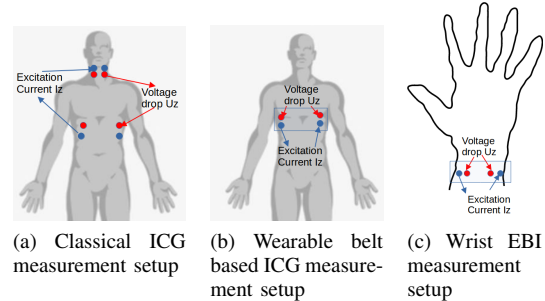 Excitation
Current Iz
Voltage
drop Uz
(a) Classical ICG
measurement setup
Voltage
drop Uz
Excitation
Current Iz
(b) Wearable belt
based ICG measure-
ment setup
Voltage
drop Uz
Excitation
Current Iz
(c) Wrist EBI
measurement
setup